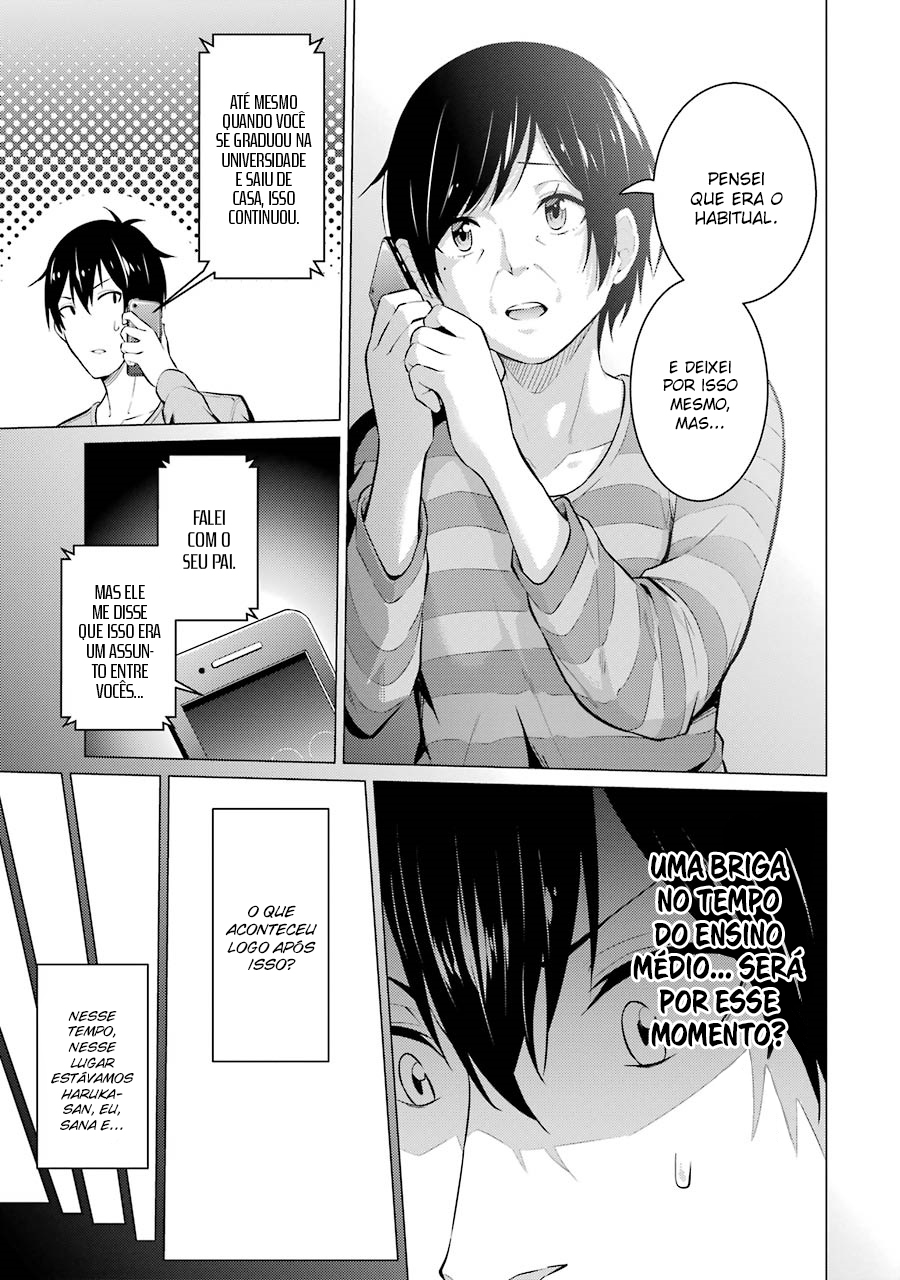 PENSEI
QUE ERA O
HABITUAL.
E DEIXEI
POR ISSO
MESMO,
MAS...
ATÉ MESMO
QUANDO VOCÊ
SE GRADUOU NA
UNIVERSIDADE
E SAIU DE
CASA, ISSO
CONTINUOU.
FALEI
COM O
SEU PAI.
MAS ELE
ME DISSE
QUE ISSO ERA
UM ASSUN-
TO ENTRE
VOCÊS...
UMA BRIGA
NO TEMPO
DO ENSINO
MÉDIO... SERÁ
POR ESSE
MOMENTO?
O QUE
ACONTECEU
LOGO APÓS
ISSO?
NESSE
TEMPO,
NESSE
LUGAR
ESTÁVAMOS
HARUKA-
SAN, EU,
SANA E...